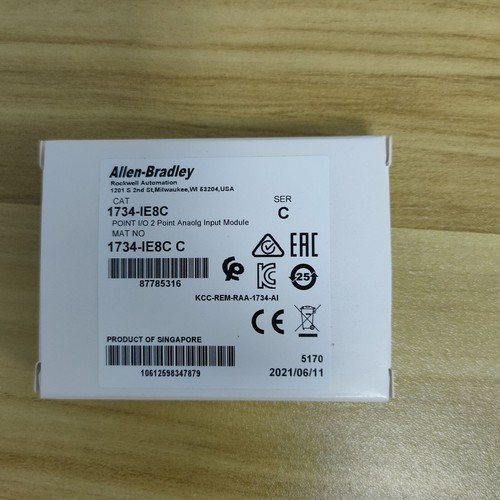 Allen-Bradley
Rockwell Automation
1201 S 2nd St,Milwaukee,WI 53204,USA
CAT
SER
1734-IE8C
C
POINT I/O 2 Point Anaolg Input Module
MAT NO
1734-IE8C C
EAC
25
87785316
KCC-REM-RAA-1734-AI
CE
PRODUCT OF SINGAPORE
5170
10612598347879
2021/06/11